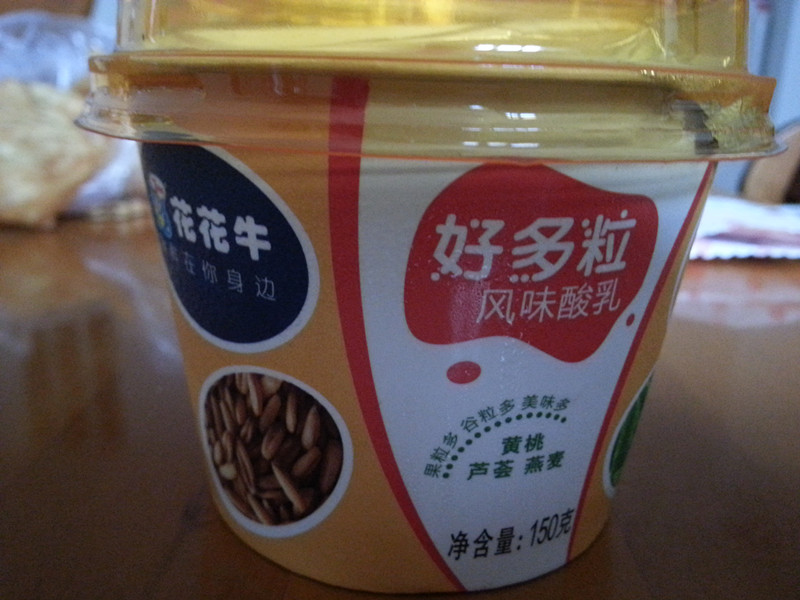 花花牛
在你身边
好多粒
风味酸乳
果粒多 谷粒多 美味多
黄桃
芦荟 燕麦
净含量:150克